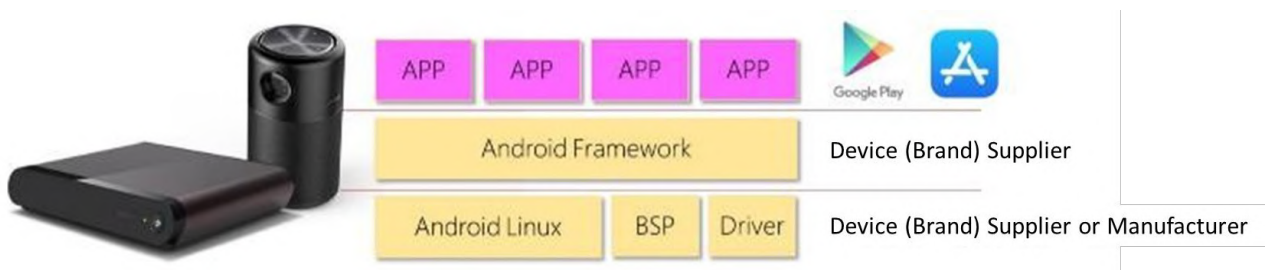 APP APP APP APP
Google Play
Android Framework
Device (Brand) Supplier
Android Linux BSP Driver
Device (Brand) Supplier or Manufacturer